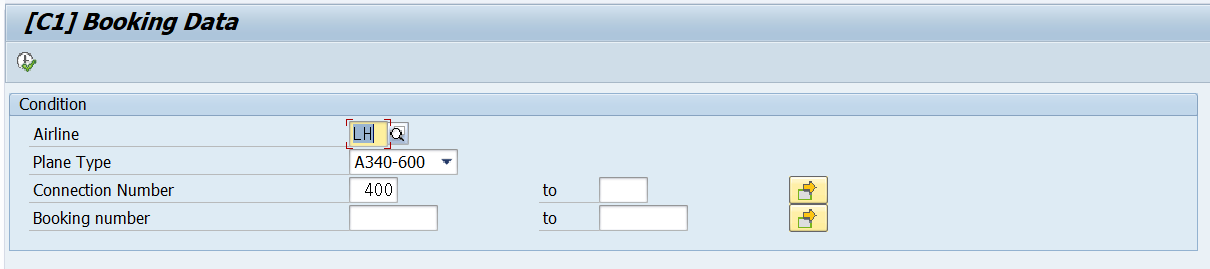 [C1] Booking Data
Condition
Airline LH
Plane Type A340-600
Connection Number 400 to
Booking number to